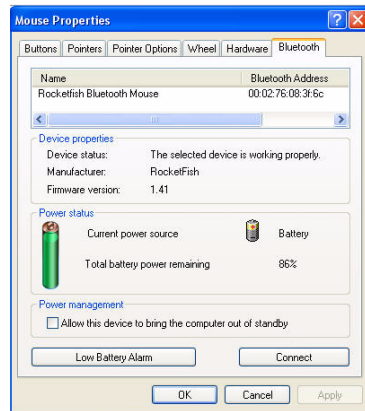 Mouse Properties
Buttons Pointers Pointer Options Wheel Hardware Bluetooth
Name Bluetooth Address
Rocketfish Bluetooth Mouse 00:02:76:08:3f:6c
Device properties
Device status: The selected device is working properly.
Manufacturer: RocketFish
Firmware version: 1.41
Power status
Current power source Battery
Total battery power remaining 86%
Power management
Allow this device to bring the computer out of standby
Low Battery Alarm Connect
OK Cancel Apply